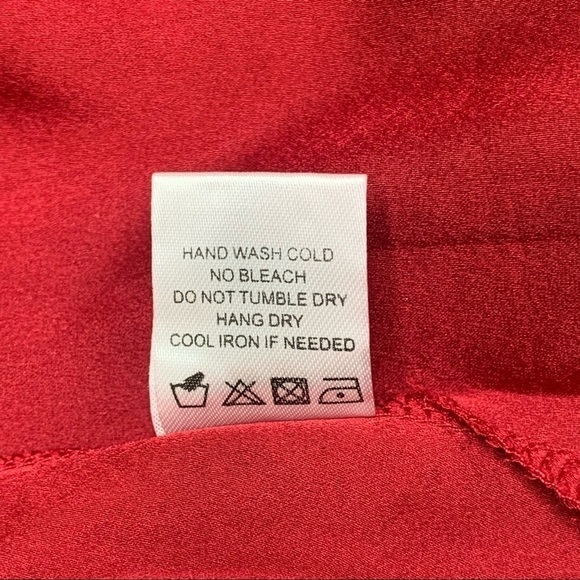 HAND WASH COLD
NO BLEACH
DO NOT TUMBLE DRY
HANG DRY
COOL IRON IF NEEDED